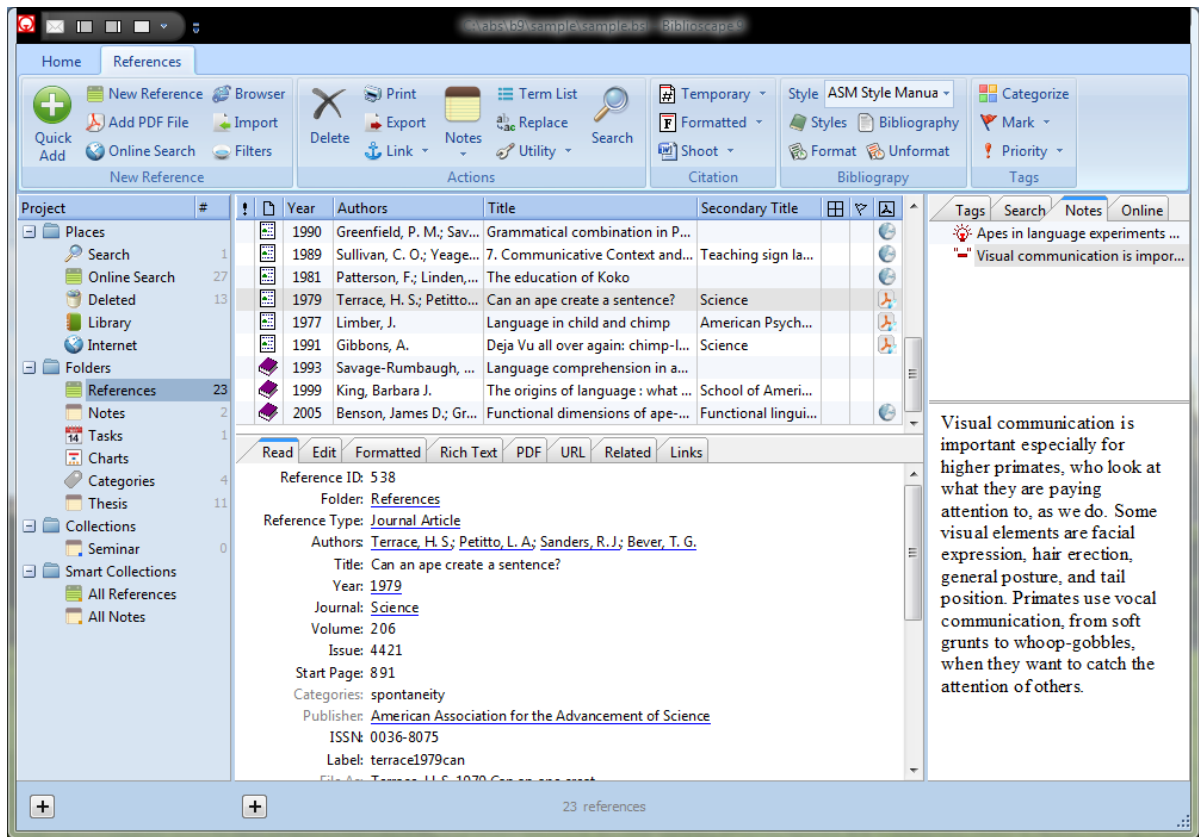 C:\abs\b9\sample\sample.bsl - Biblioscape 9
Home References
New Reference Browser Print Term List Temporary Style ASM Style Manua Categorize
Quick Add
Add PDF File Import Delete Export Notes Replace Search Formatted Styles Bibliography Mark
Online Search Filters Link Utility Shoot Format Unformat Priority
New Reference Actions Citation Bibliograpy Tags
Project #
Places
Search 1
Online Search 27
Deleted 13
Library
Internet
Folders
References 23
Notes 2
Tasks 1
Charts
Categories 4
Thesis 11
Collections
Seminar 0
Smart Collections
All References
All Notes
! Year Authors Title Secondary Title
1990 Greenfield, P. M.; Sav... Grammatical combination in P...
1989 Sullivan, C. O.; Yeage... 7. Communicative Context and... Teaching sign la...
1981 Patterson, F.; Linden,... The education of Koko
1979 Terrace, H. S.; Petitto... Can an ape create a sentence? Science
1977 Limber, J. Language in child and chimp American Psych...
1991 Gibbons, A. Deja Vu all over again: chimp-l... Science
1993 Savage-Rumbaugh, ... Language comprehension in a...
1999 King, Barbara J. The origins of language : what ... School of Ameri...
2005 Benson, James D.; Gr... Functional dimensions of ape-... Functional lingui...
Read Edit Formatted Rich Text PDF URL Related Links
Reference ID: 538
Folder: References
Reference Type: Journal Article
Authors: Terrace, H. S.; Petitto, L. A.; Sanders, R. J.; Bever, T. G.
Title: Can an ape create a sentence?
Year: 1979
Journal: Science
Volume: 206
Issue: 4421
Start Page: 891
Categories: spontaneity
Publisher: American Association for the Advancement of Science
ISSN: 0036-8075
Label: terrace1979can
Tags Search Notes Online
Apes in language experiments ...
Visual communication is impor...
Visual communication is
important especially for
higher primates, who look at
what they are paying
attention to, as we do. Some
visual elements are facial
expression, hair erection,
general posture, and tail
position. Primates use vocal
communication, from soft
grunts to whoop-gobbles,
when they want to catch the
attention of others.
23 references